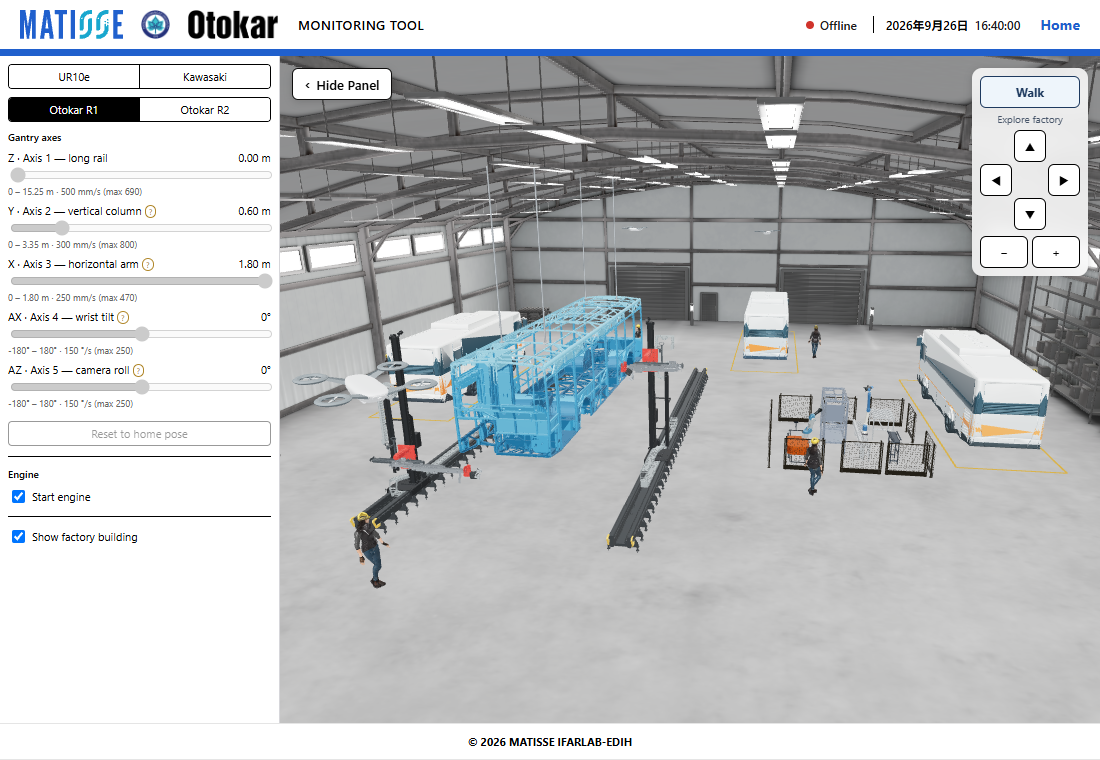 MATISSE Otokar MONITORING TOOL Offline 2026年9月26日 16:40:00 Home
UR10e Kawasaki
Otokar R1 Otokar R2
Gantry axes
Z · Axis 1 — long rail 0.00 m
0 – 15.25 m · 500 mm/s (max 690)
Y · Axis 2 — vertical column ? 0.60 m
0 – 3.35 m · 300 mm/s (max 800)
X · Axis 3 — horizontal arm ? 1.80 m
0 – 1.80 m · 250 mm/s (max 470)
AX · Axis 4 — wrist tilt ? 0°
-180° – 180° · 150 °/s (max 250)
AZ · Axis 5 — camera roll ? 0°
-180° – 180° · 150 °/s (max 250)
Reset to home pose
Engine
Start engine
Show factory building
‹ Hide Panel
Walk
Explore factory
▲
◀ ▶
▼
− +
© 2026 MATISSE IFARLAB-EDIH